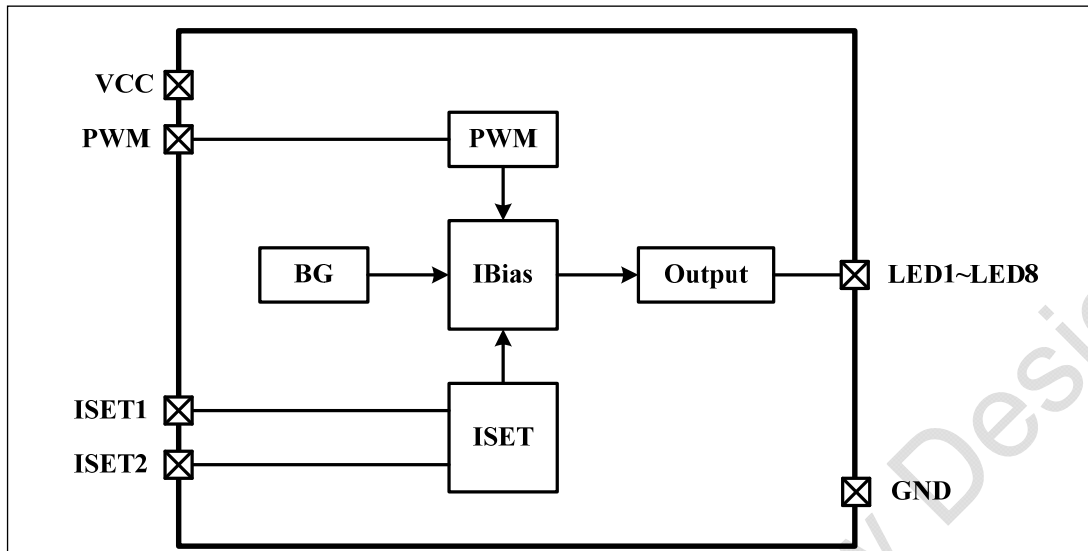 VCC
PWM
PWM
BG
IBias
Output
LED1~LED8
ISET1
ISET
ISET2
GND